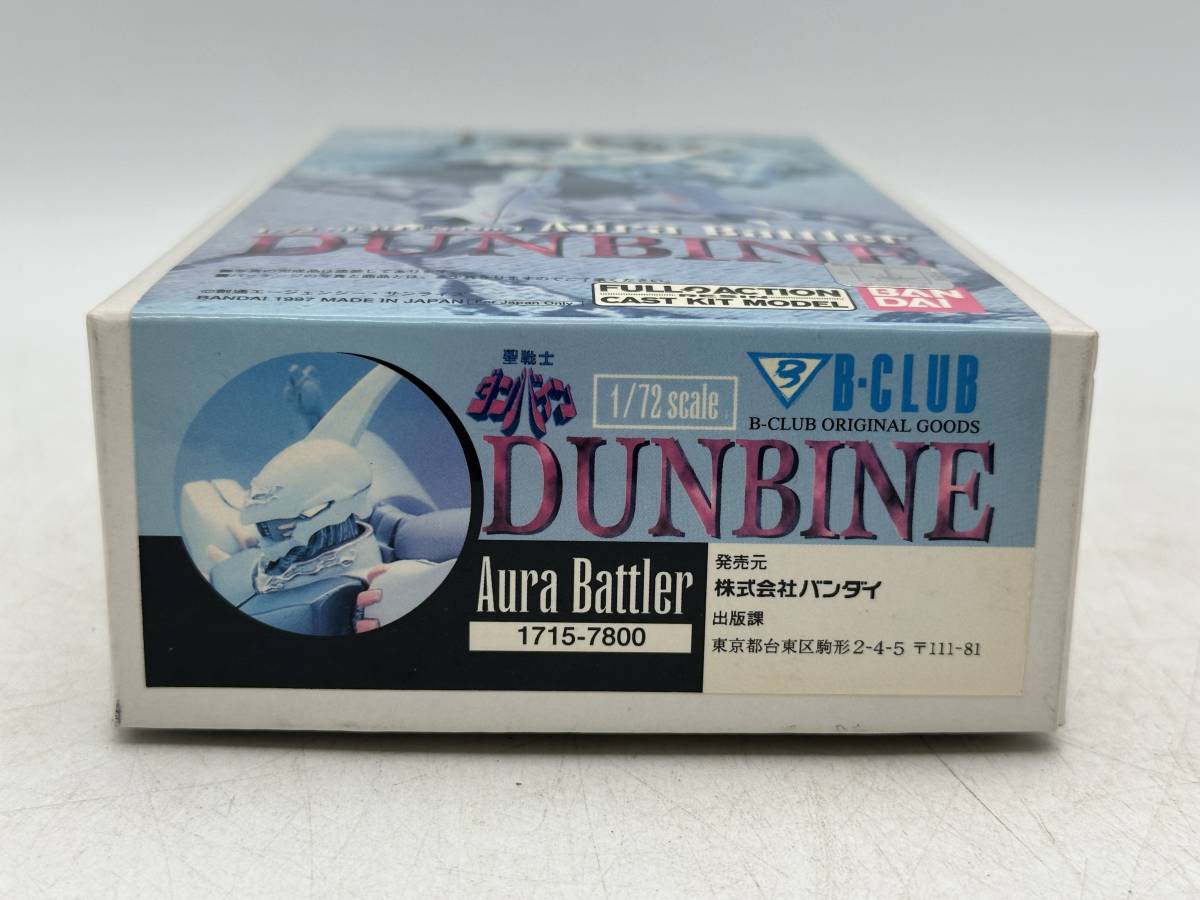 Aura Battler
DUNBINE
BANDAI 1997 MADE IN JAPAN For Japan Only
FULL ACTION
CAST KIT MODEL
BAN
DAI
聖戦士
ダンバイン
1/72 scale
B-CLUB
B-CLUB ORIGINAL GOODS
DUNBINE
Aura Battler
1715-7800
発売元
株式会社バンダイ
出版課
東京都台東区駒形2-4-5 〒111-81